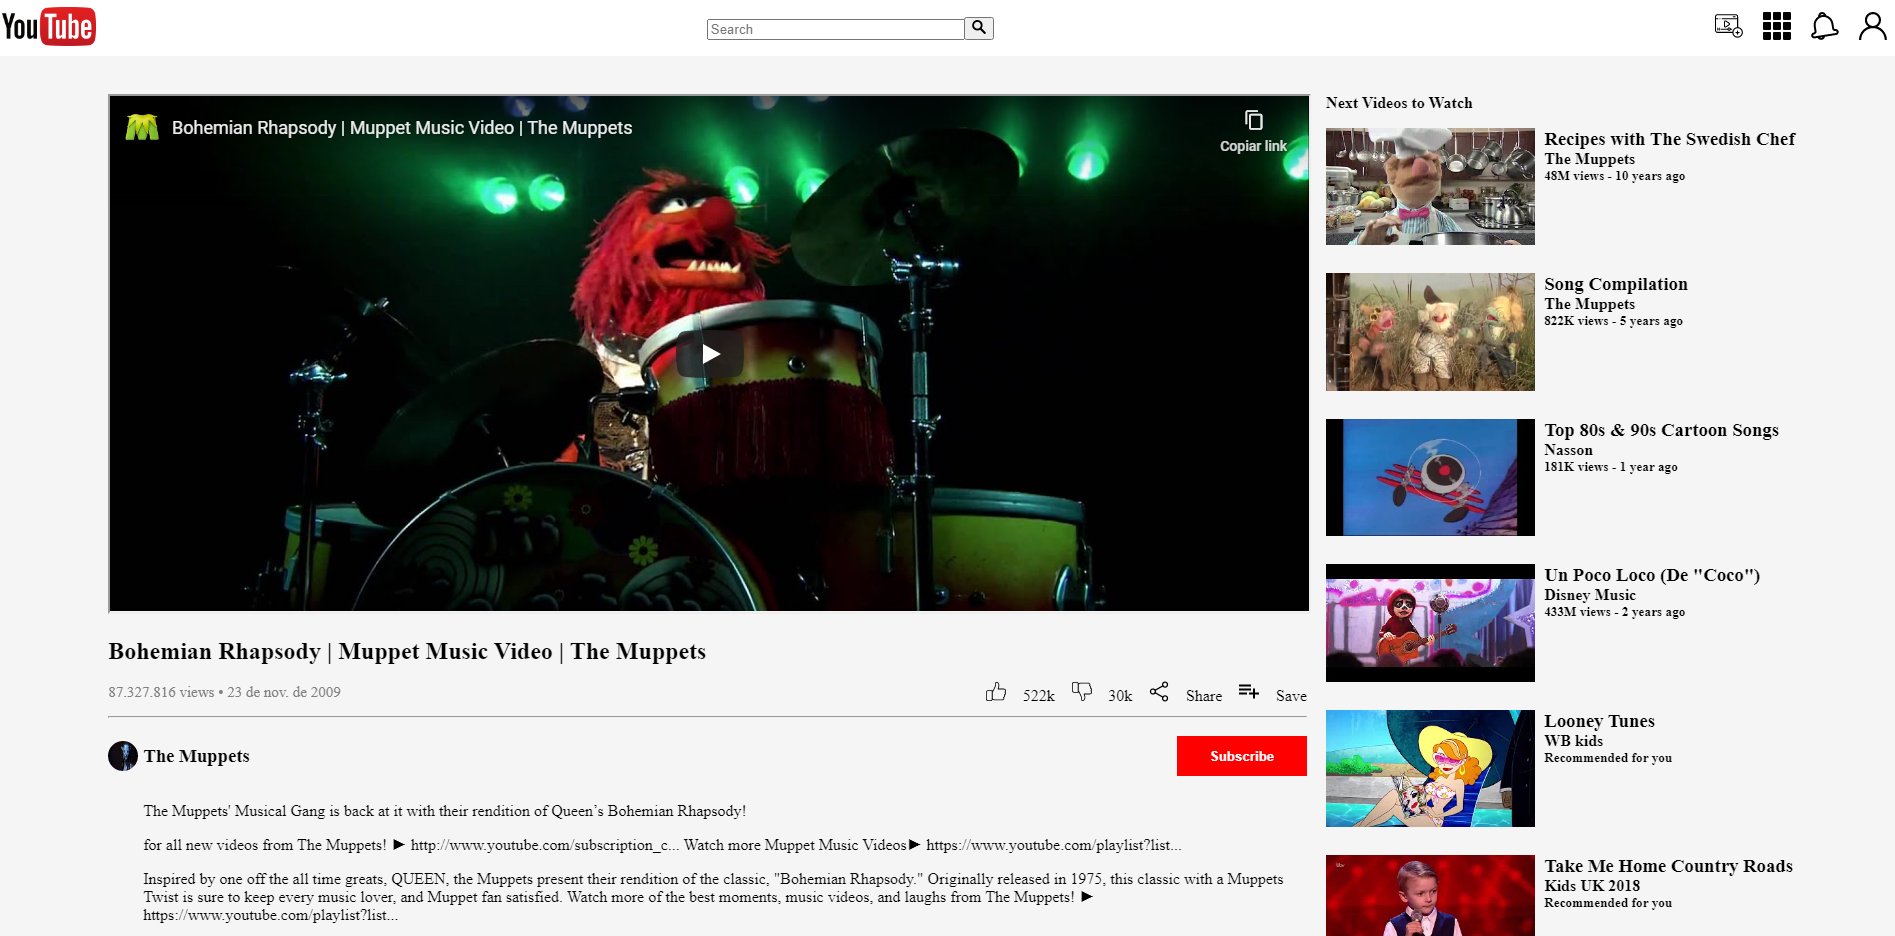 YouTube
Search
Bohemian Rhapsody | Muppet Music Video | The Muppets
Copiar link
Bohemian Rhapsody | Muppet Music Video | The Muppets
87.327.816 views • 23 de nov. de 2009
522k
30k
Share
Save
The Muppets
Subscribe
The Muppets' Musical Gang is back at it with their rendition of Queen’s Bohemian Rhapsody!
for all new videos from The Muppets! ► http://www.youtube.com/subscription_c... Watch more Muppet Music Videos► https://www.youtube.com/playlist?list...
Inspired by one off the all time greats, QUEEN, the Muppets present their rendition of the classic, "Bohemian Rhapsody." Originally released in 1975, this classic with a Muppets
Twist is sure to keep every music lover, and Muppet fan satisfied. Watch more of the best moments, music videos, and laughs from The Muppets! ►
https://www.youtube.com/playlist?list...
Next Videos to Watch
Recipes with The Swedish Chef
The Muppets
48M views - 10 years ago
Song Compilation
The Muppets
822K views - 5 years ago
Top 80s & 90s Cartoon Songs
Nasson
181K views - 1 year ago
Un Poco Loco (De "Coco")
Disney Music
433M views - 2 years ago
Looney Tunes
WB kids
Recommended for you
Take Me Home Country Roads
Kids UK 2018
Recommended for you